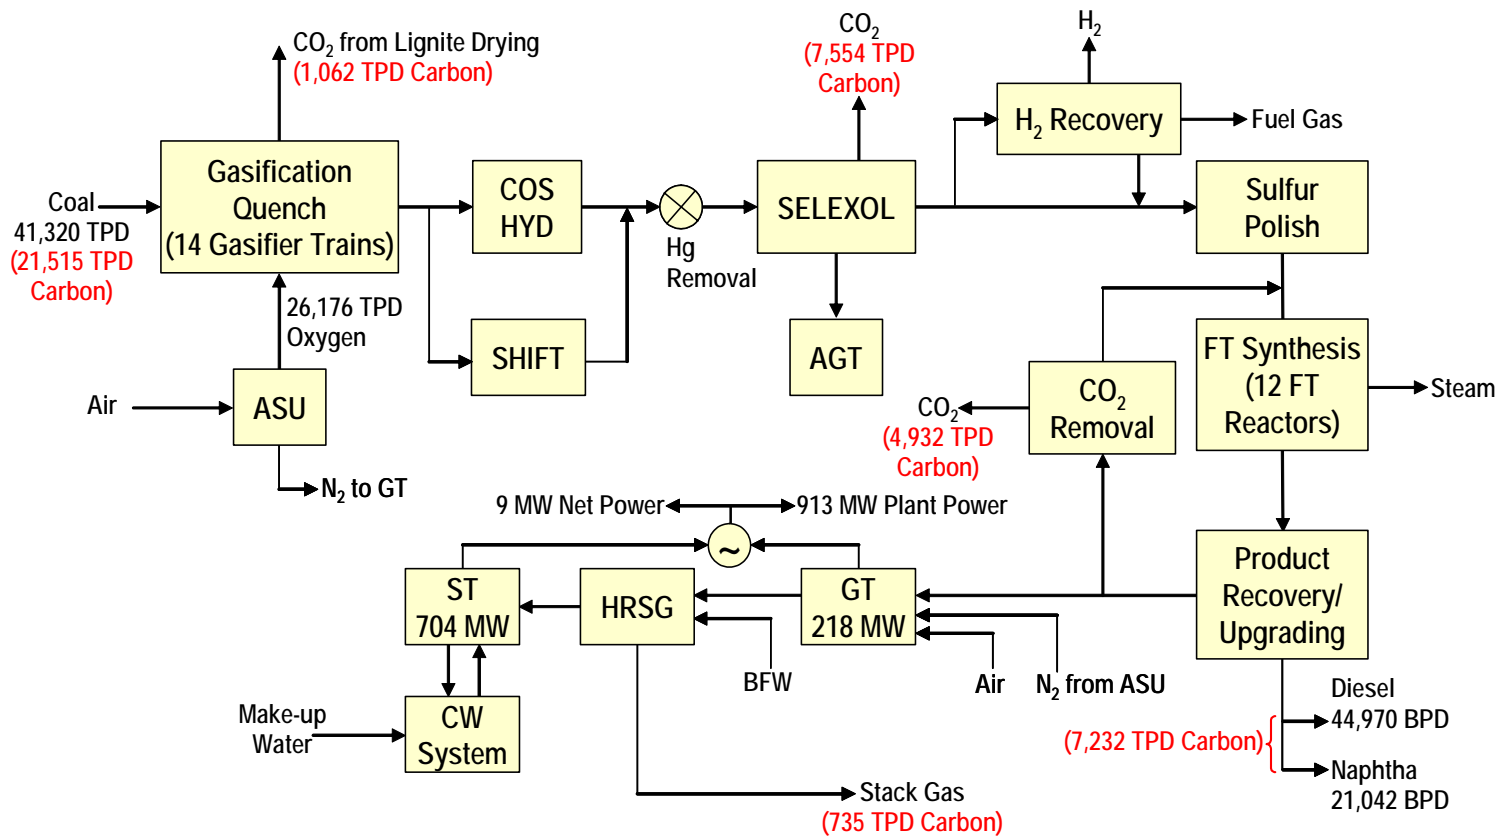 CO₂ from Lignite Drying
(1,062 TPD Carbon)
CO₂
(7,554 TPD
Carbon)
H₂
H₂ Recovery
Fuel Gas
Gasification
Quench
(14 Gasifier Trains)
Coal
41,320 TPD
(21,515 TPD
Carbon)
COS
HYD
Hg
Removal
SELEXOL
Sulfur
Polish
26,176 TPD
Oxygen
SHIFT
AGT
CO₂
Removal
FT Synthesis
(12 FT
Reactors)
Steam
Air
ASU
N₂ to GT
CO₂
(4,932 TPD
Carbon)
9 MW Net Power
913 MW Plant Power
~
ST
704 MW
HRSG
GT
218 MW
Product
Recovery/
Upgrading
BFW
Air
N₂ from ASU
Make-up
Water
CW
System
Diesel
44,970 BPD
(7,232 TPD Carbon)
Naphtha
21,042 BPD
Stack Gas
(735 TPD Carbon)